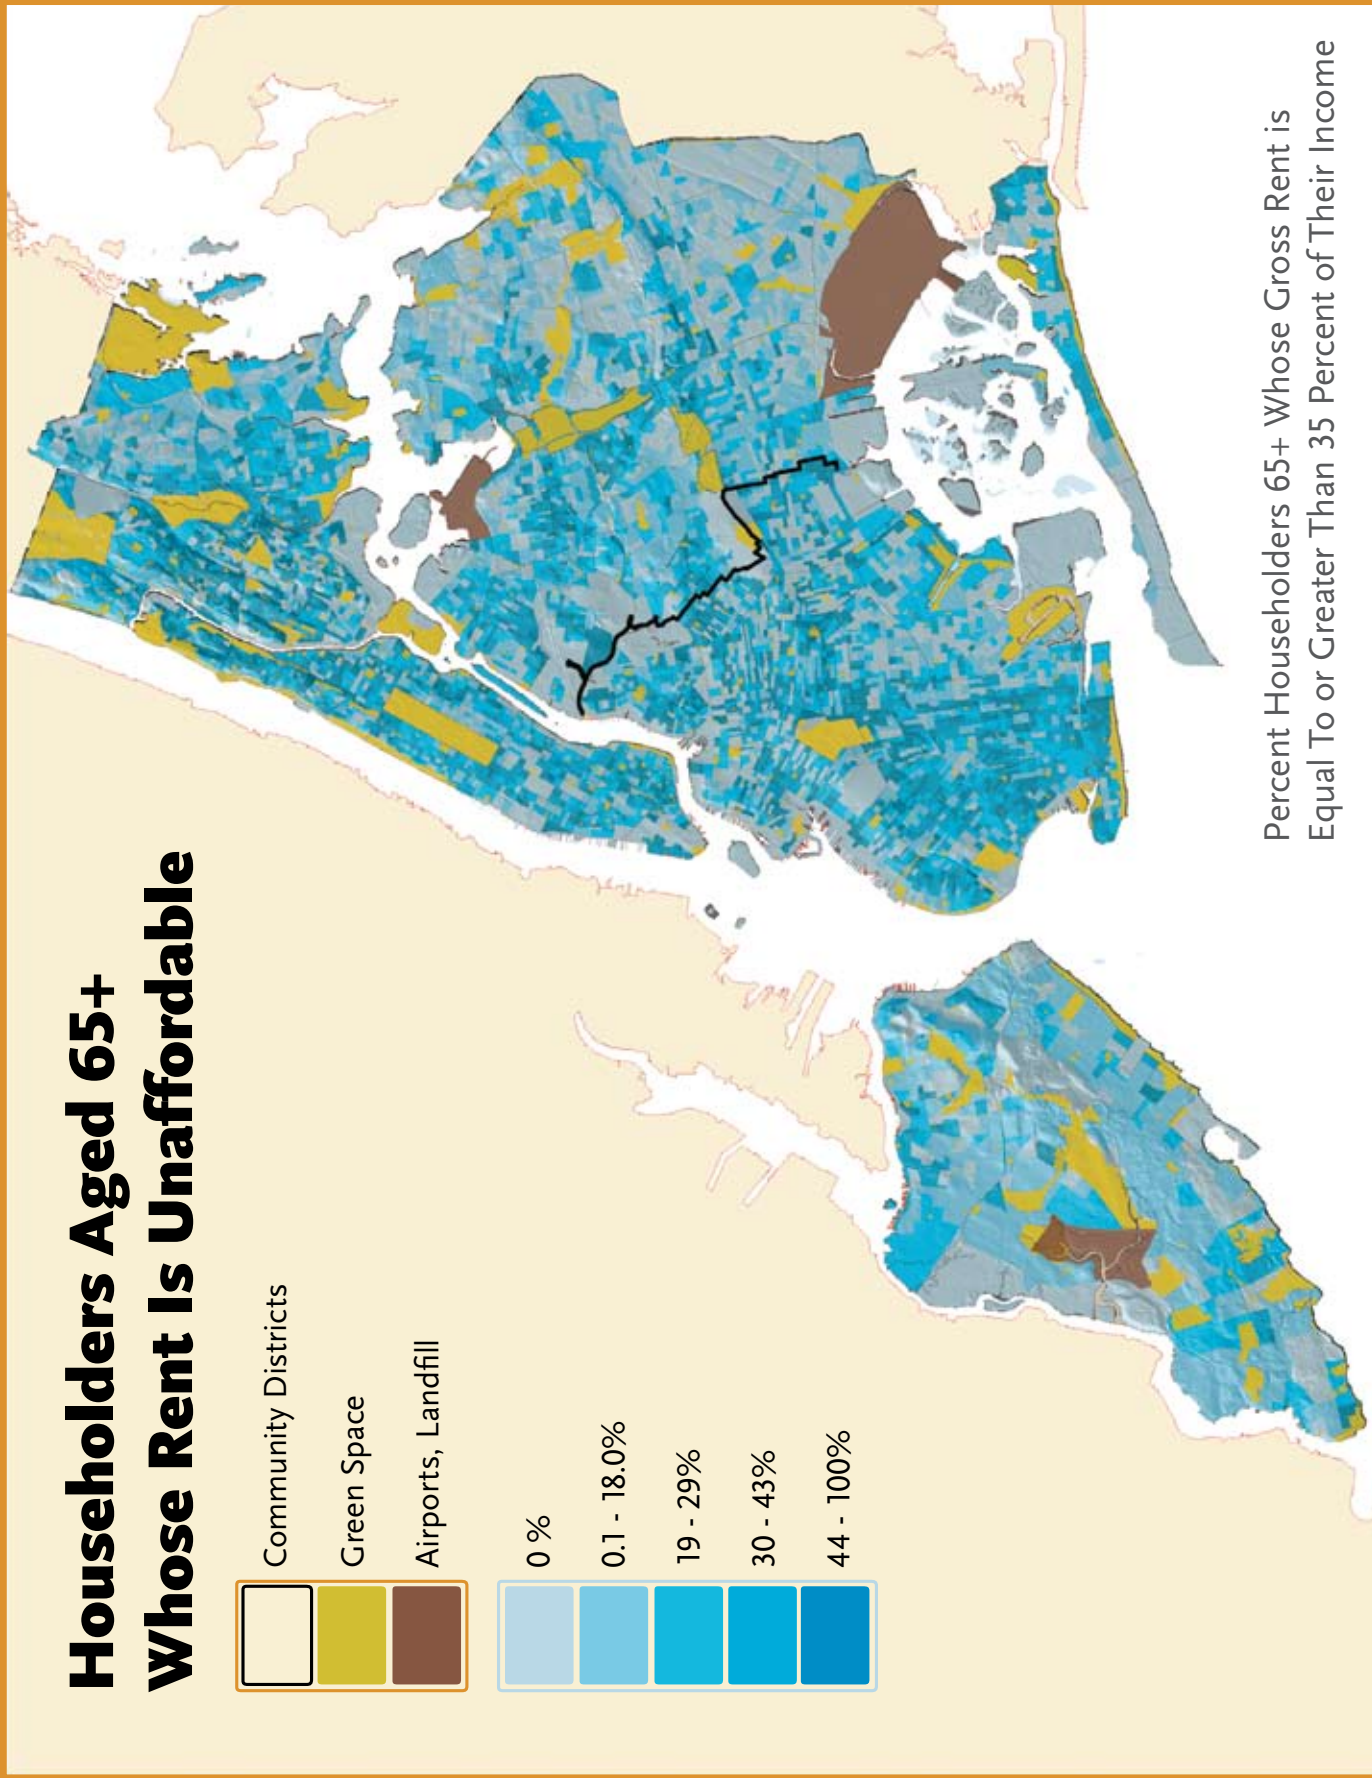 Householders Aged 65+
Whose Rent Is Unaffordable
Community Districts
Green Space
Airports, Landfill
0 %
0.1 - 18.0%
19 - 29%
30 - 43%
44 - 100%
Percent Householders 65+ Whose Gross Rent is
Equal To or Greater Than 35 Percent of Their Income